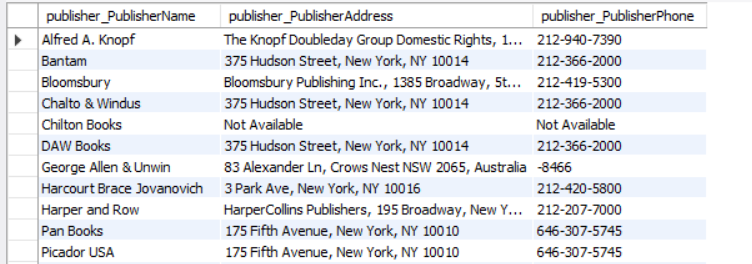 publisher_PublisherName publisher_PublisherAddress publisher_PublisherPhone
Alfred A. Knopf The Knopf Doubleday Group Domestic Rights, 1... 212-940-7390
Bantam 375 Hudson Street, New York, NY 10014 212-366-2000
Bloomsbury Bloomsbury Publishing Inc., 1385 Broadway, 5t... 212-419-5300
Chalto & Windus 375 Hudson Street, New York, NY 10014 212-366-2000
Chilton Books Not Available Not Available
DAW Books 375 Hudson Street, New York, NY 10014 212-366-2000
George Allen & Unwin 83 Alexander Ln, Crows Nest NSW 2065, Australia -8466
Harcourt Brace Jovanovich 3 Park Ave, New York, NY 10016 212-420-5800
Harper and Row HarperCollins Publishers, 195 Broadway, New Y... 212-207-7000
Pan Books 175 Fifth Avenue, New York, NY 10010 646-307-5745
Picador USA 175 Fifth Avenue, New York, NY 10010 646-307-5745